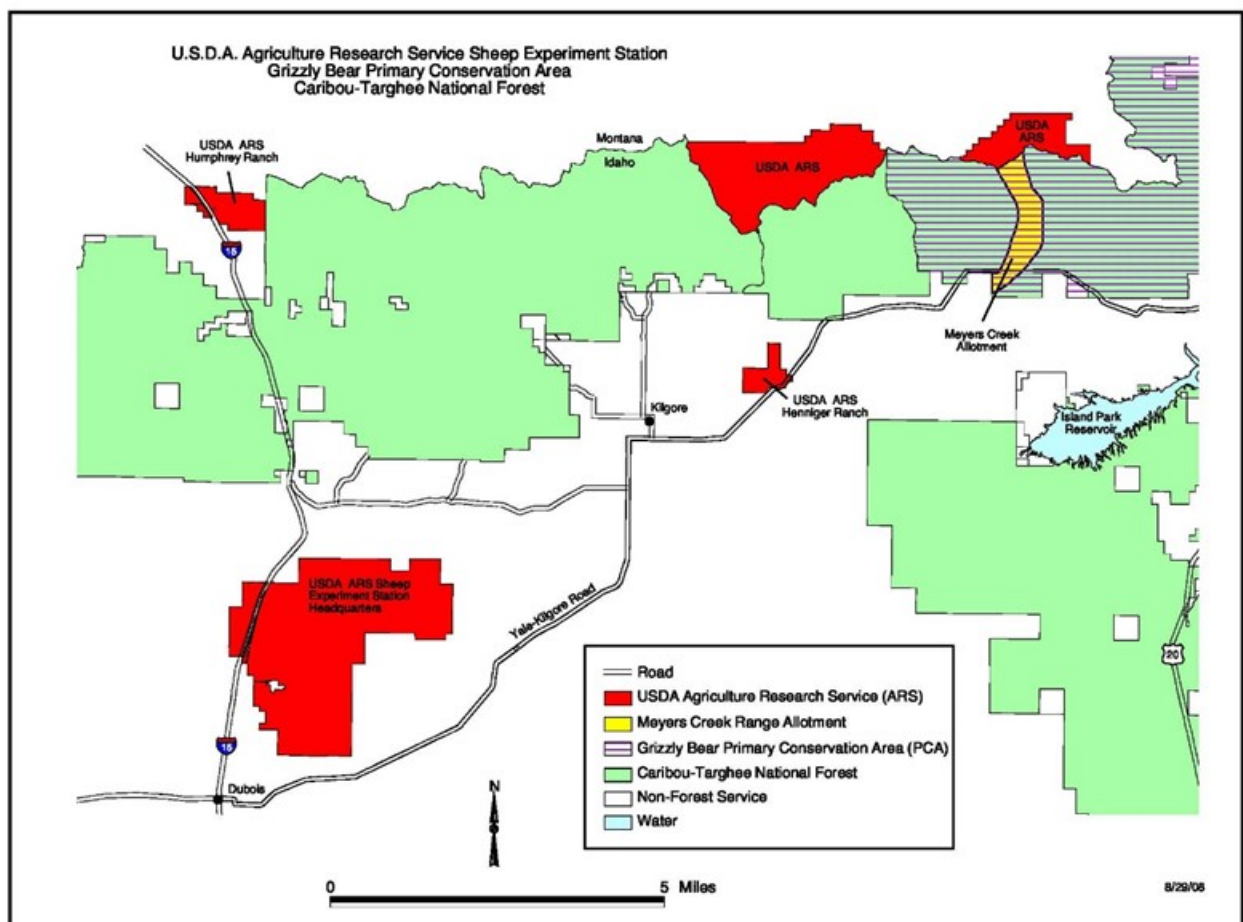 U.S.D.A. Agriculture Research Service Sheep Experiment Station
Grizzly Bear Primary Conservation Area
Caribou-Targhee National Forest
USDA ARS
Humphrey Ranch
Montana
Idaho
USDA ARS
USDA
ARS
15
Meyers Creek
Allotment
USDA ARS
Henniger Ranch
Kilgore
Island Park
Reservoir
USDA ARS Sheep
Experiment Station
Headquarters
Yale-Kilgore Road
20
15
Dubois
N
Road
USDA Agriculture Research Service (ARS)
Meyers Creek Range Allotment
Grizzly Bear Primary Conservation Area (PCA)
Caribou-Targhee National Forest
Non-Forest Service
Water
0 5 Miles
8/29/08